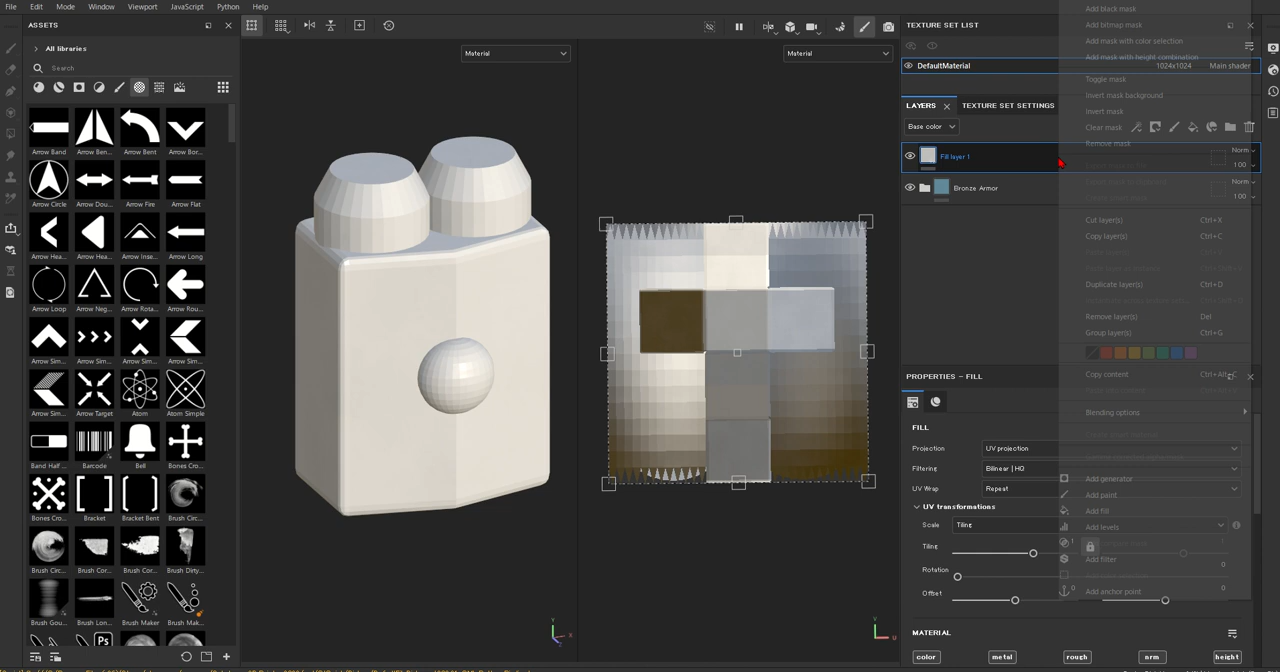 File Edit Mode Window Viewport JavaScript Python Help
ASSETS
All libraries
Search
Arrow Band Arrow Ben... Arrow Bent Arrow Bor...
Arrow Circle Arrow Dou... Arrow Fire Arrow Flat
Arrow Hea... Arrow Hea... Arrow Inse... Arrow Long
Arrow Loop Arrow Neg... Arrow Rota... Arrow Rou...
Arrow Sim... Arrow Sim... Arrow Sim... Arrow Sim...
Arrow Sim... Arrow Target Atom Atom Simple
Band Half ... Barcode Bell Bones Cro...
Bones Cro... Bracket Bracket Bent Brush Circ...
Brush Circ... Brush Cor... Brush Cor... Brush Dirty...
Brush Gou... Brush Lon... Brush Maker Brush Mak...
Ps
Material
Material
Y
X
Z
V
U
TEXTURE SET LIST
DefaultMaterial 1024x1024 Main shader
LAYERS TEXTURE SET SETTINGS
Base color
Fill layer 1 Norm
100
Bronze Armor Norm
100
Add black mask
Add bitmap mask
Add mask with color selection
Add mask with height combination
Toggle mask
Invert mask background
Invert mask
Clear mask
Remove mask
Cut layer(s) Ctrl+X
Copy layer(s) Ctrl+C
Duplicate layer(s) Ctrl+D
Remove layer(s) Del
Group layer(s) Ctrl+G
Copy content Ctrl+Alt+C
Blending options
Add generator
Add paint
Add fill
Add levels
Add filter
Add anchor point
PROPERTIES – FILL
FILL
Projection UV projection
Filtering Bilinear | HQ
UV Wrap Repeat
UV transformations
Scale Tiling
Tiling 1 1
Rotation 0
Offset 0 0
MATERIAL
color metal rough nrm height